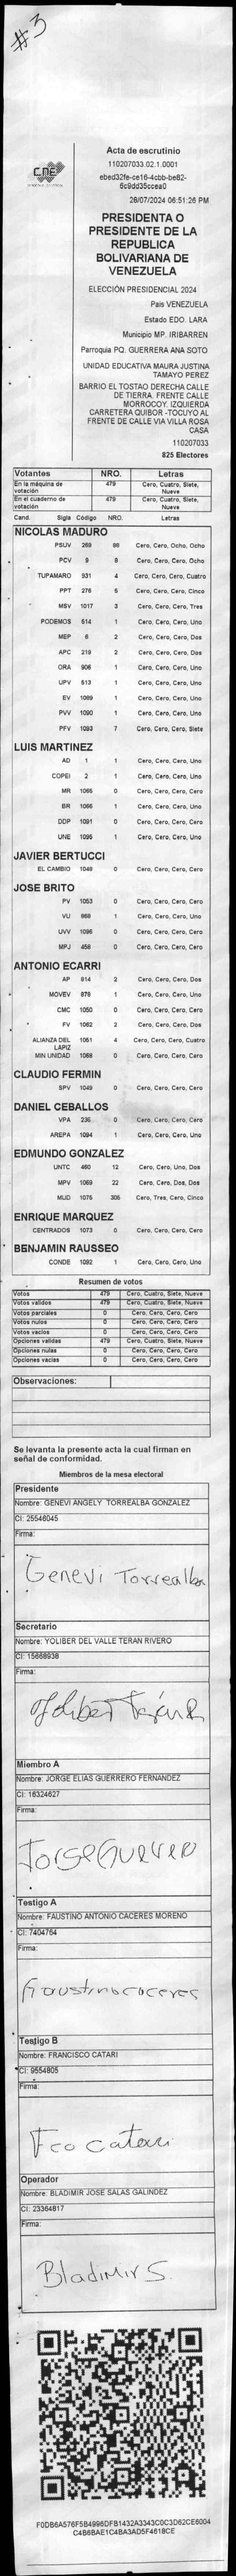 #3
CNE
Acta de escrutinio
110207033.02.1.0001
ebed32fe-ce16-4cbb-be82-
6c9dd35ccea0
28/07/2024 06:51:26 PM
PRESIDENTA O
PRESIDENTE DE LA
REPUBLICA
BOLIVARIANA DE
VENEZUELA
ELECCIÓN PRESIDENCIAL 2024
Pais VENEZUELA
Estado EDO. LARA
Municipio MP. IRIBARREN
Parroquia PQ. GUERRERA ANA SOTO
UNIDAD EDUCATIVA MAURA JUSTINA
TAMAYO PEREZ
BARRIO EL TOSTAO DERECHA CALLE
DE TIERRA. FRENTE CALLE
MORROCOY. IZQUIERDA
CARRETERA QUIBOR -TOCUYO AL
FRENTE DE CALLE VIA VILLA ROSA
CASA
110207033
825 Electores
Votantes NRO. Letras
En la máquina de votación 479 Cero, Cuatro, Siete, Nueve
En el cuaderno de votación 479 Cero, Cuatro, Siete, Nueve
Cand. Sigla Código NRO. Letras
NICOLAS MADURO
PSUV 269 88 Cero, Cero, Ocho, Ocho
PCV 9 8 Cero, Cero, Cero, Ocho
TUPAMARO 931 4 Cero, Cero, Cero, Cuatro
PPT 276 5 Cero, Cero, Cero, Cinco
MSV 1017 3 Cero, Cero, Cero, Tres
PODEMOS 514 1 Cero, Cero, Cero, Uno
MEP 6 2 Cero, Cero, Cero, Dos
APC 219 2 Cero, Cero, Cero, Dos
ORA 908 1 Cero, Cero, Cero, Uno
UPV 513 1 Cero, Cero, Cero, Uno
EV 1089 1 Cero, Cero, Cero, Uno
PVV 1090 1 Cero, Cero, Cero, Uno
PFV 1093 7 Cero, Cero, Cero, Siete
LUIS MARTINEZ
AD 1 1 Cero, Cero, Cero, Uno
COPEI 2 1 Cero, Cero, Cero, Uno
MR 1065 0 Cero, Cero, Cero, Cero
BR 1066 1 Cero, Cero, Cero, Uno
DDP 1091 0 Cero, Cero, Cero, Cero
UNE 1095 1 Cero, Cero, Cero, Uno
JAVIER BERTUCCI
EL CAMBIO 1048 0 Cero, Cero, Cero, Cero
JOSE BRITO
PV 1053 0 Cero, Cero, Cero, Cero
VU 868 1 Cero, Cero, Cero, Uno
UVV 1096 0 Cero, Cero, Cero, Cero
MPJ 458 0 Cero, Cero, Cero, Cero
ANTONIO ECARRI
AP 814 2 Cero, Cero, Cero, Dos
MOVEV 878 1 Cero, Cero, Cero, Uno
CMC 1050 0 Cero, Cero, Cero, Cero
FV 1062 2 Cero, Cero, Cero, Dos
ALIANZA DEL LAPIZ 1051 4 Cero, Cero, Cero, Cuatro
MIN UNIDAD 1068 0 Cero, Cero, Cero, Cero
CLAUDIO FERMIN
SPV 1049 0 Cero, Cero, Cero, Cero
DANIEL CEBALLOS
VPA 236 0 Cero, Cero, Cero, Cero
AREPA 1094 1 Cero, Cero, Cero, Uno
EDMUNDO GONZALEZ
UNTC 460 12 Cero, Cero, Uno, Dos
MPV 1069 22 Cero, Cero, Dos, Dos
MUD 1075 305 Cero, Tres, Cero, Cinco
ENRIQUE MARQUEZ
CENTRADOS 1073 0 Cero, Cero, Cero, Cero
BENJAMIN RAUSSEO
CONDE 1092 1 Cero, Cero, Cero, Uno
Resumen de votos
Votos 479 Cero, Cuatro, Siete, Nueve
Votos validos 479 Cero, Cuatro, Siete, Nueve
Votos parciales 0 Cero, Cero, Cero, Cero
Votos nulos 0 Cero, Cero, Cero, Cero
Votos vacios 0 Cero, Cero, Cero, Cero
Opciones validas 479 Cero, Cuatro, Siete, Nueve
Opciones nulas 0 Cero, Cero, Cero, Cero
Opciones vacias 0 Cero, Cero, Cero, Cero
Observaciones:
Se levanta la presente acta la cual firman en
señal de conformidad.
Miembros de la mesa electoral
Presidente
Nombre: GENEVI ANGELY TORREALBA GONZALEZ
CI: 25546045
Firma:
Genevi Torrealba
Secretario
Nombre: YOLIBER DEL VALLE TERAN RIVERO
CI: 15668938
Firma:
Yoliber Terán R
Miembro A
Nombre: JORGE ELIAS GUERRERO FERNANDEZ
CI: 16324627
Firma:
Jorse Guerrero
Testigo A
Nombre: FAUSTINO ANTONIO CACERES MORENO
CI: 7404764
Firma:
Faustino caceres
Testigo B
Nombre: FRANCISCO CATARI
CI: 9554805
Firma:
Fco catari
Operador
Nombre: BLADIMIR JOSE SALAS GALINDEZ
CI: 23364817
Firma:
Bladimir S.
F0DB6A576F5B4996DFB1432A3343C0C3D62CE6004
C4B6BAE1C4BA3AD5F4618CE